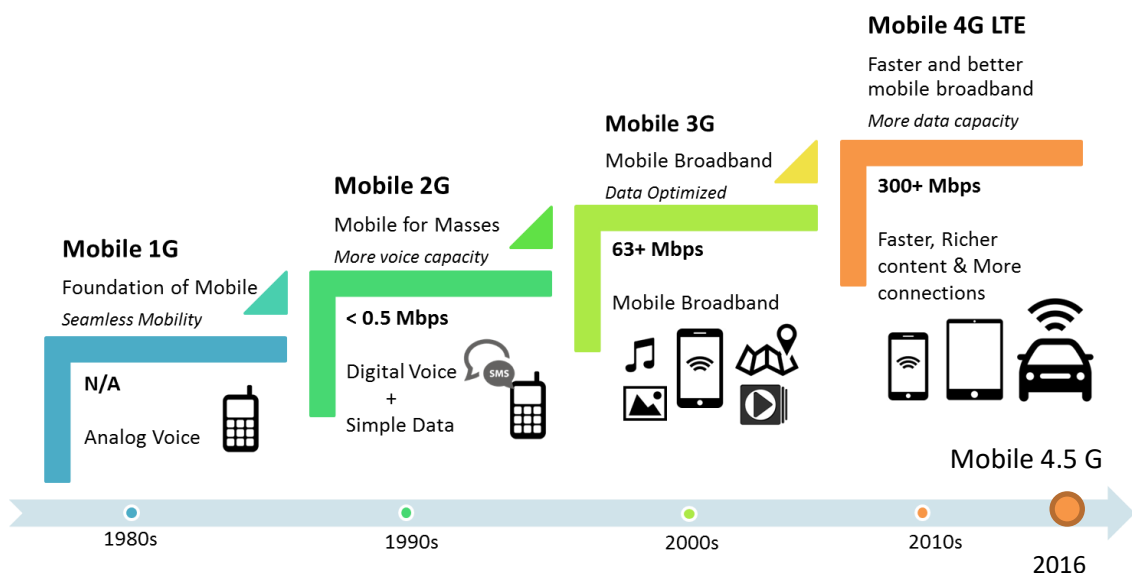 Mobile 1G
Foundation of Mobile
Seamless Mobility
N/A
Analog Voice
Mobile 2G
Mobile for Masses
More voice capacity
< 0.5 Mbps
Digital Voice
+
Simple Data
SMS
Mobile 3G
Mobile Broadband
Data Optimized
63+ Mbps
Mobile Broadband
Mobile 4G LTE
Faster and better
mobile broadband
More data capacity
300+ Mbps
Faster, Richer
content & More
connections
Mobile 4.5 G
1980s
1990s
2000s
2010s
2016